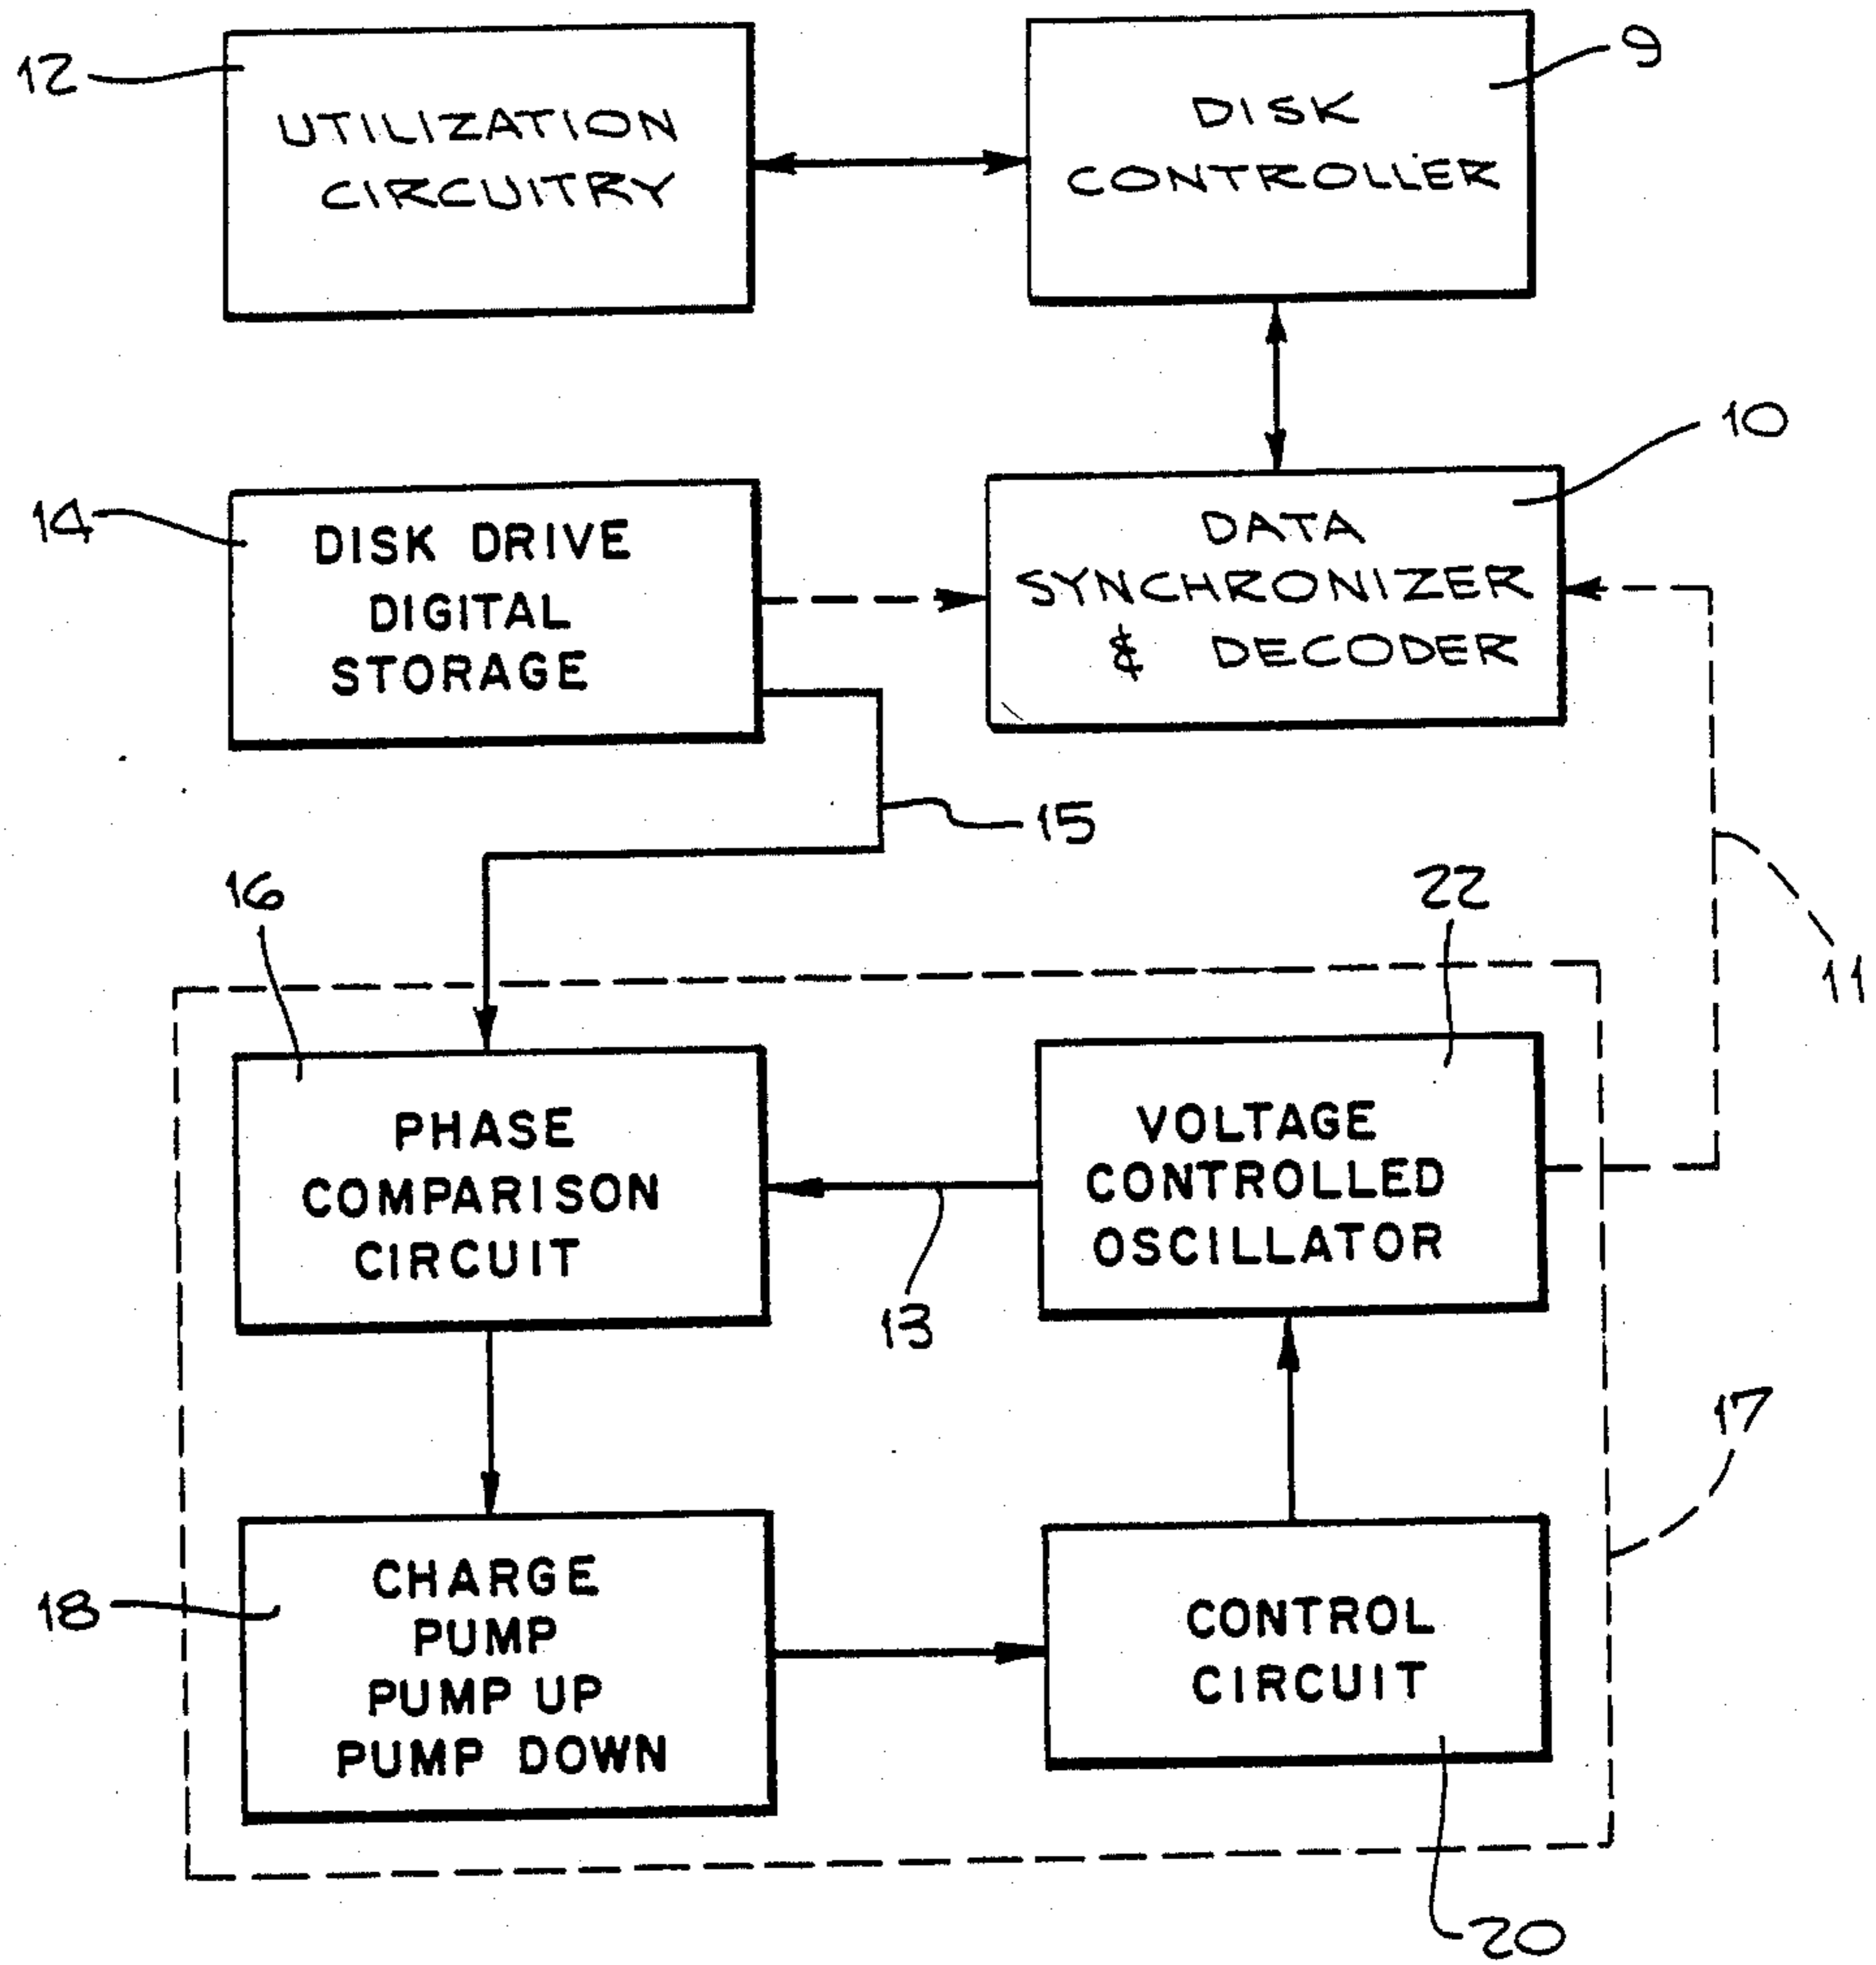 12
UTILIZATION
CIRCUITRY
9
DISK
CONTROLLER
14
DISK DRIVE
DIGITAL
STORAGE
10
DATA
SYNCHRONIZER
& DECODER
15
11
16
PHASE
COMPARISON
CIRCUIT
22
VOLTAGE
CONTROLLED
OSCILLATOR
13
17
18
CHARGE
PUMP
PUMP UP
PUMP DOWN
CONTROL
CIRCUIT
20